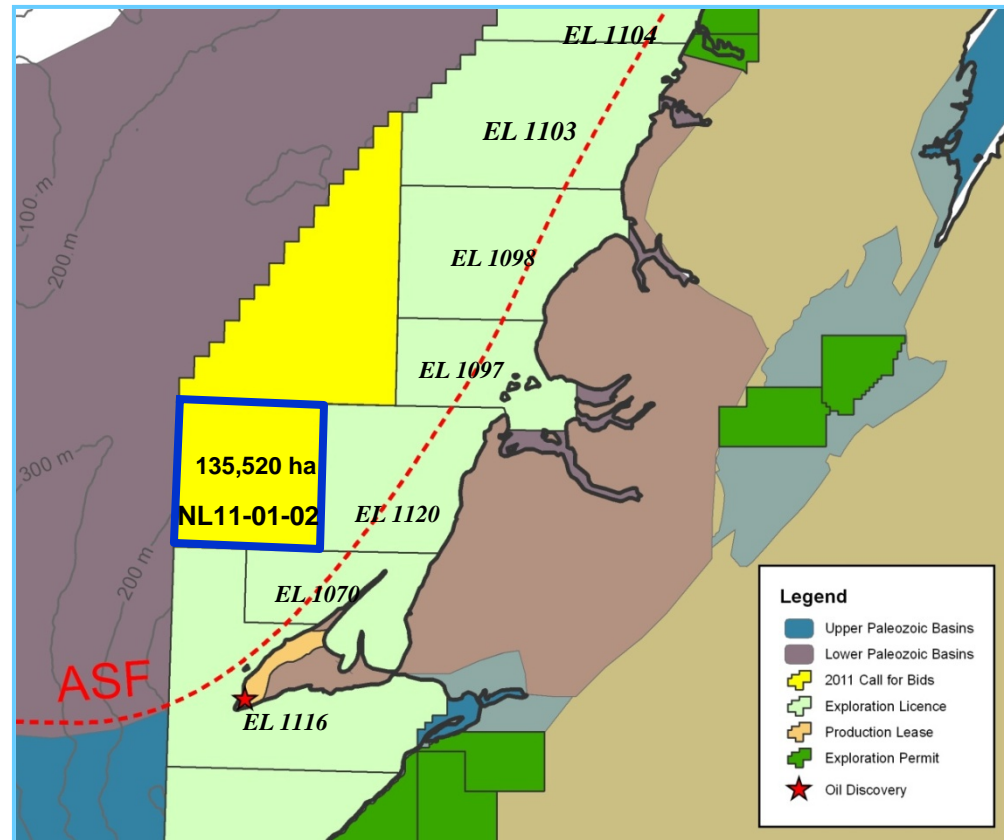 EL 1104
EL 1103
100 m
200 m
EL 1098
EL 1097
300 m
135,520 ha
NL11-01-02
EL 1120
200 m
EL 1070
ASF
EL 1116
Legend
Upper Paleozoic Basins
Lower Paleozoic Basins
2011 Call for Bids
Exploration Licence
Production Lease
Exploration Permit
Oil Discovery